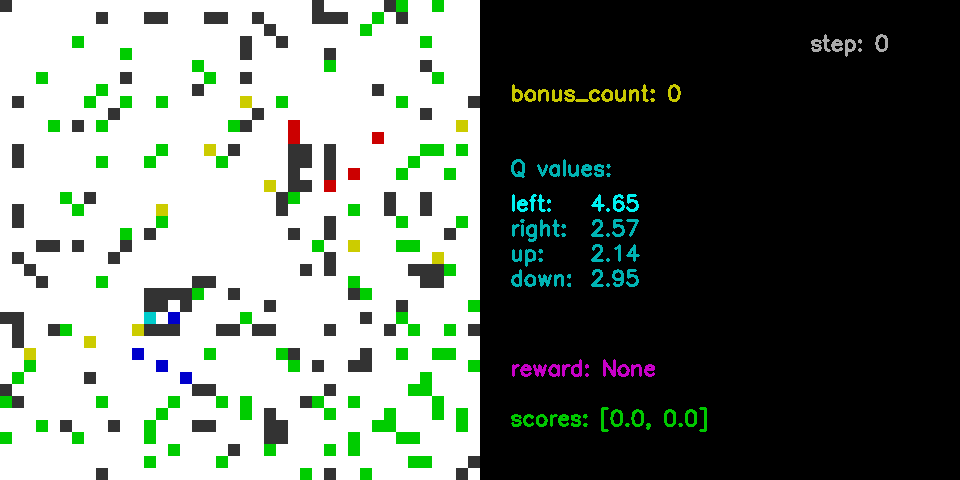 step: 0
bonus_count: 0
Q values:
left: 4.65
right: 2.57
up: 2.14
down: 2.95
reward: None
scores: [0.0, 0.0]